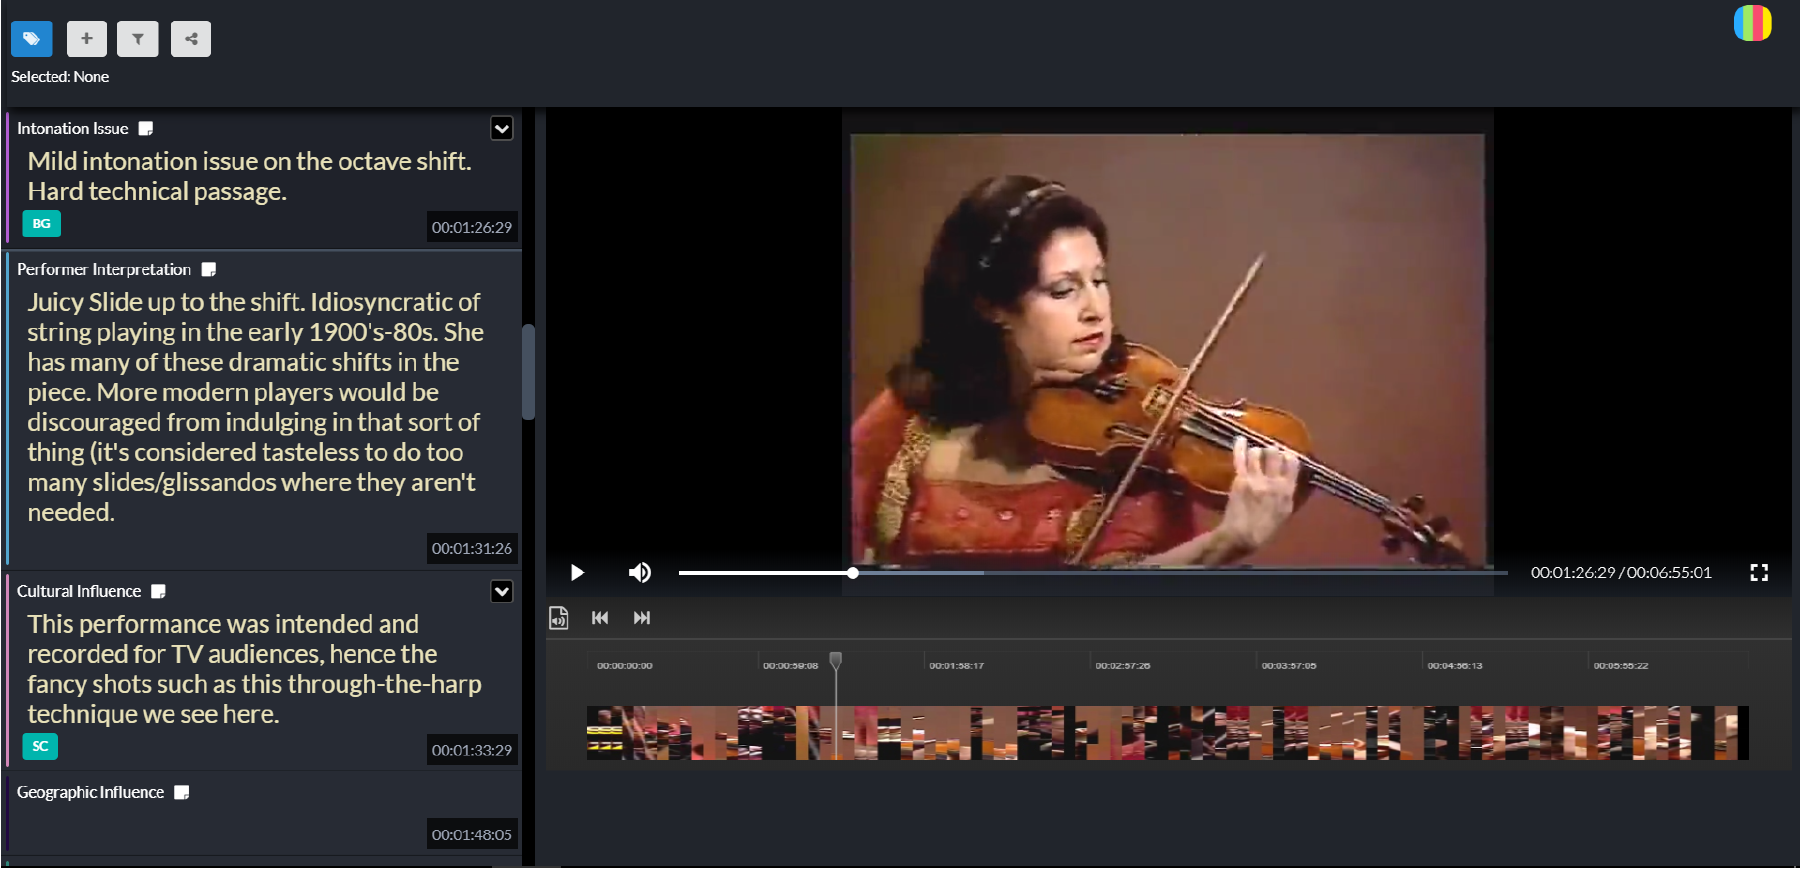 Selected: None
Intonation Issue
Mild intonation issue on the octave shift.
Hard technical passage.
BG
00:01:26:29
Performer Interpretation
Juicy Slide up to the shift. Idiosyncratic of
string playing in the early 1900's-80s. She
has many of these dramatic shifts in the
piece. More modern players would be
discouraged from indulging in that sort of
thing (it's considered tasteless to do too
many slides/glissandos where they aren't
needed.
00:01:31:26
Cultural Influence
This performance was intended and
recorded for TV audiences, hence the
fancy shots such as this through-the-harp
technique we see here.
SC
00:01:33:29
Geographic Influence
00:01:48:05
00:01:26:29 / 00:06:55:01
00:00:00:00
00:00:59:08
00:01:58:17
00:02:57:26
00:03:57:05
00:04:56:13
00:05:55:22